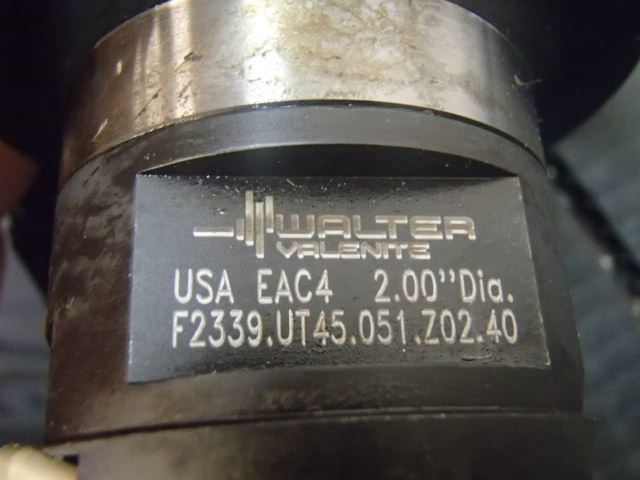 WALTER
VALENITE
USA EAC4 2.00"Dia.
F2339.UT45.051.Z02.40